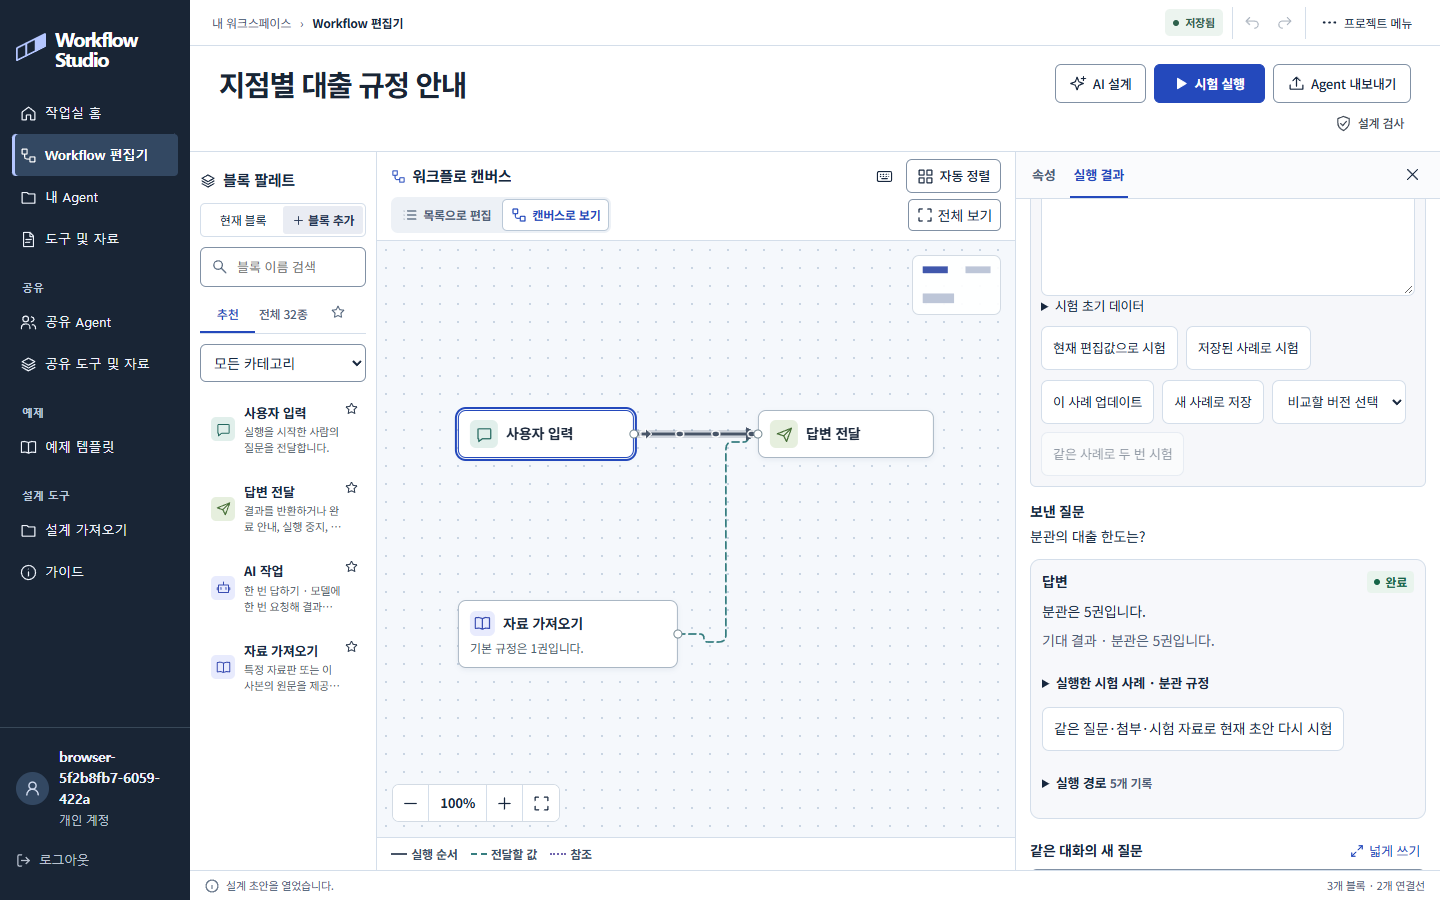 Workflow
Studio
작업실 홈
Workflow 편집기
내 Agent
도구 및 자료
공유
공유 Agent
공유 도구 및 자료
예제
예제 템플릿
설계 도구
설계 가져오기
가이드
browser-
5f2b8fb7-6059-
422a
개인 계정
로그아웃
내 워크스페이스 › Workflow 편집기
저장됨
프로젝트 메뉴
지점별 대출 규정 안내
AI 설계
시험 실행
Agent 내보내기
설계 검사
블록 팔레트
현재 블록
블록 추가
블록 이름 검색
추천
전체 32종
모든 카테고리
사용자 입력
실행을 시작한 사람의
질문을 전달합니다.
답변 전달
결과를 반환하거나 완
료 안내, 실행 중지, …
AI 작업
한 번 답하기 · 모델에
한 번 요청해 결과…
자료 가져오기
특정 자료판 또는 이
사본의 원문을 제공…
워크플로 캔버스
자동 정렬
목록으로 편집
캔버스로 보기
전체 보기
사용자 입력
답변 전달
자료 가져오기
기본 규정은 1권입니다.
100%
실행 순서
전달할 값
참조
속성
실행 결과
시험 초기 데이터
현재 편집값으로 시험
저장된 사례로 시험
이 사례 업데이트
새 사례로 저장
비교할 버전 선택
같은 사례로 두 번 시험
보낸 질문
분관의 대출 한도는?
답변
완료
분관은 5권입니다.
기대 결과 · 분관은 5권입니다.
실행한 시험 사례 · 분관 규정
같은 질문·첨부·시험 자료로 현재 초안 다시 시험
실행 경로 5개 기록
같은 대화의 새 질문
넓게 쓰기
설계 초안을 열었습니다.
3개 블록 · 2개 연결선